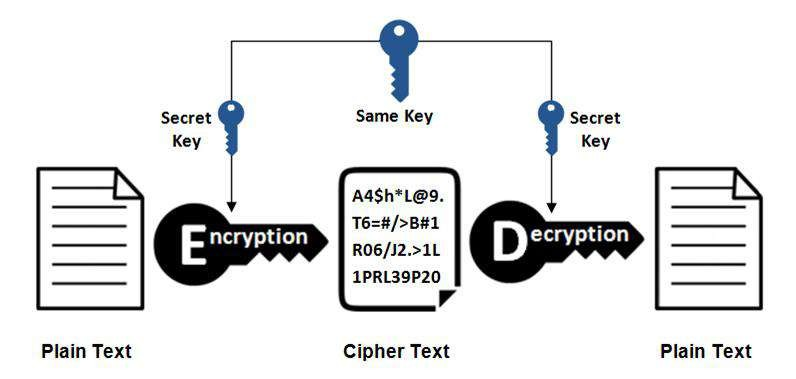 Same Key
Secret
Key
Secret
Key
Encryption
A4$h*L@9.
T6=#/>B#1
R06/J2.>1L
1PRL39P20
Decryption
Plain Text
Cipher Text
Plain Text